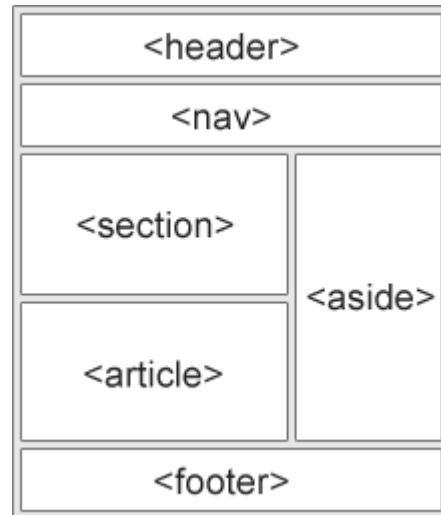 <header>
<nav>
<section>
<aside>
<article>
<footer>